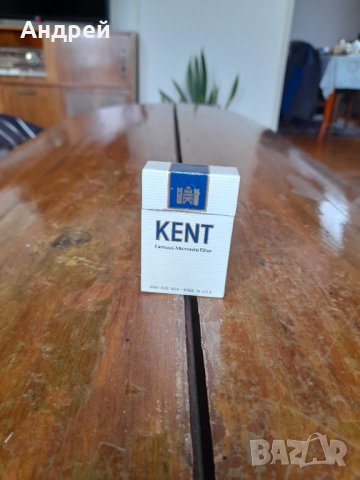 Андрей
KENT
Famous Micronite Filter
KING SIZE BOX - MADE IN U.S.A.
BAZAR